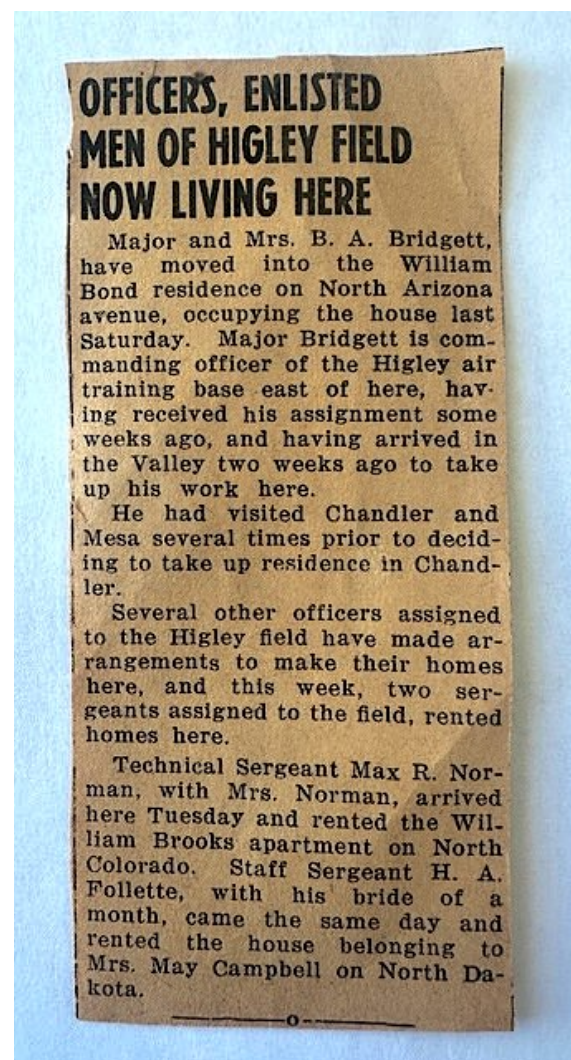 OFFICERS, ENLISTED
MEN OF HIGLEY FIELD
NOW LIVING HERE
Major and Mrs. B. A. Bridgett,
have moved into the William
Bond residence on North Arizona
avenue, occupying the house last
Saturday. Major Bridgett is com-
manding officer of the Higley air
training base east of here, hav-
ing received his assignment some
weeks ago, and having arrived in
the Valley two weeks ago to take
up his work here.
He had visited Chandler and
Mesa several times prior to decid-
ing to take up residence in Chand-
ler.
Several other officers assigned
to the Higley field have made ar-
rangements to make their homes
here, and this week, two ser-
geants assigned to the field, rented
homes here.
Technical Sergeant Max R. Nor-
man, with Mrs. Norman, arrived
here Tuesday and rented the Wil-
liam Brooks apartment on North
Colorado. Staff Sergeant H. A.
Follette, with his bride of a
month, came the same day and
rented the house belonging to
Mrs. May Campbell on North Da-
kota.